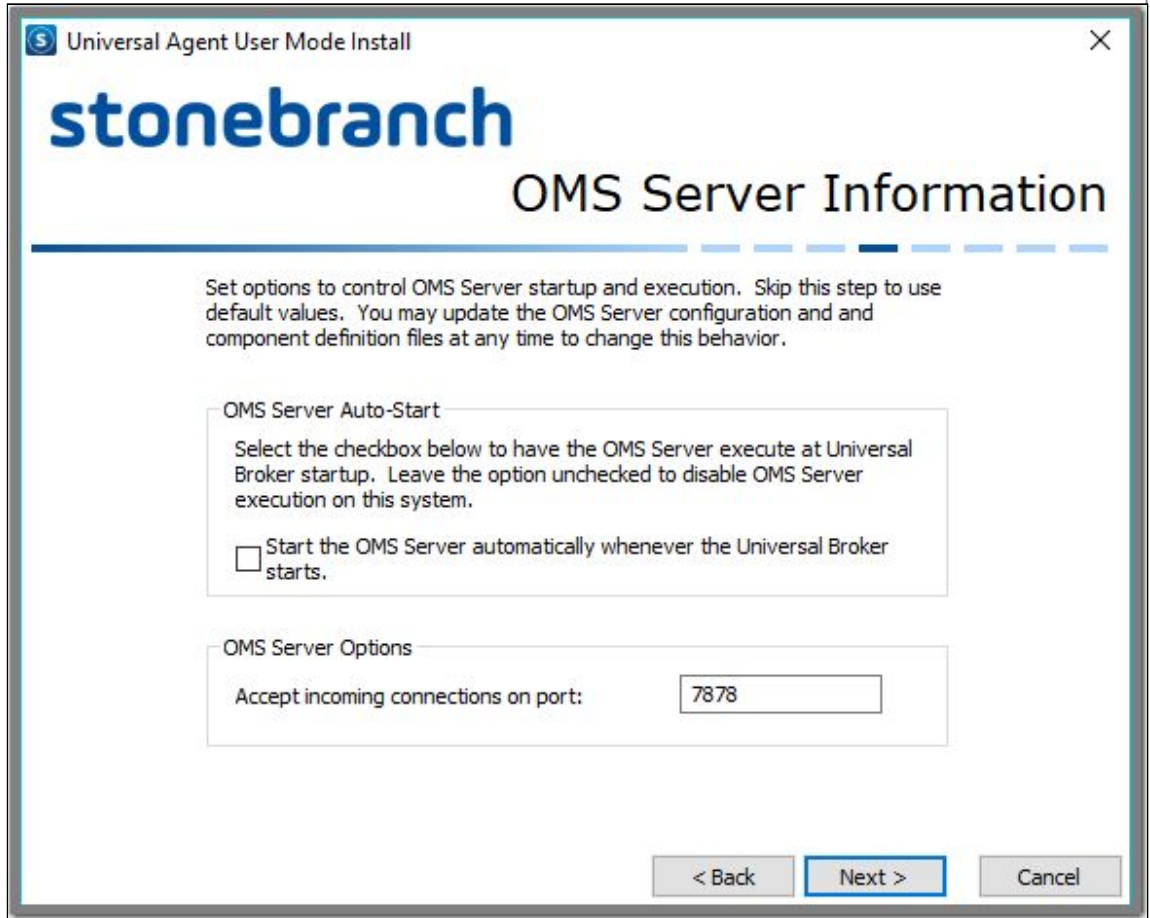 S Universal Agent User Mode Install
stonebranch
OMS Server Information
Set options to control OMS Server startup and execution. Skip this step to use
default values. You may update the OMS Server configuration and and
component definition files at any time to change this behavior.
OMS Server Auto-Start
Select the checkbox below to have the OMS Server execute at Universal
Broker startup. Leave the option unchecked to disable OMS Server
execution on this system.
Start the OMS Server automatically whenever the Universal Broker
starts.
OMS Server Options
Accept incoming connections on port: 7878
< Back Next > Cancel